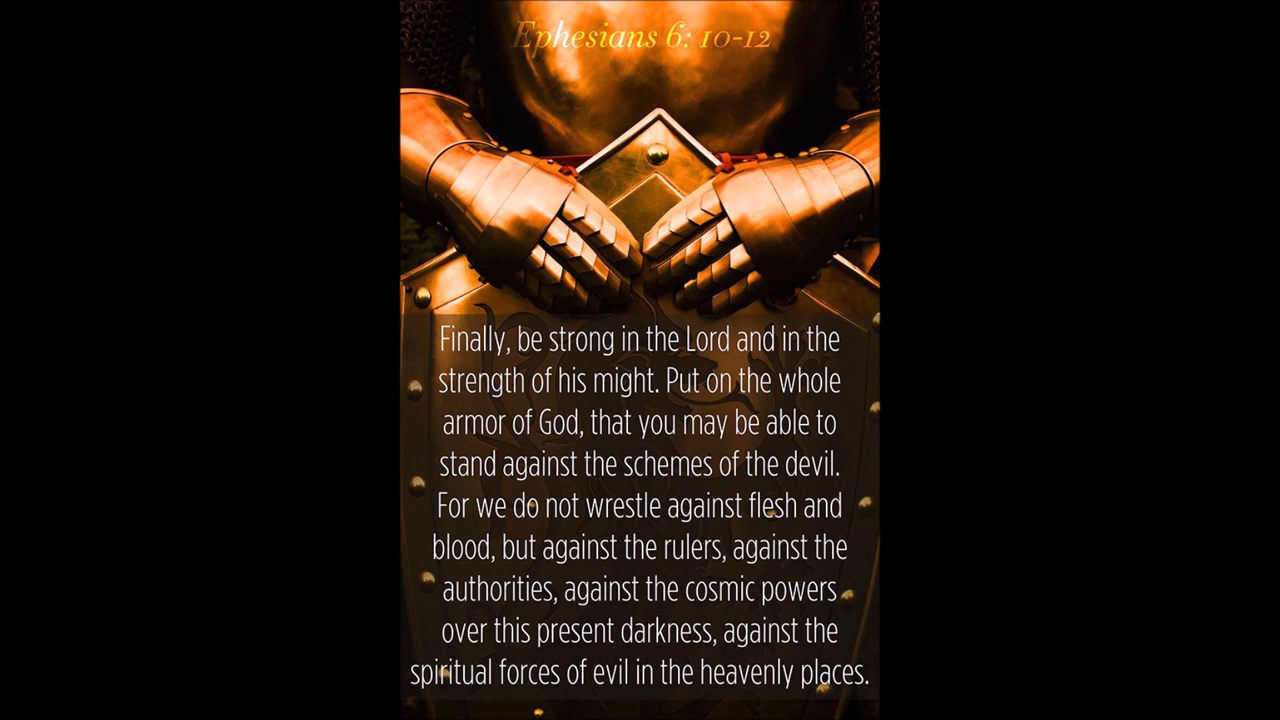 Ephesians 6: 10-12
Finally, be strong in the Lord and in the
strength of his might. Put on the whole
armor of God, that you may be able to
stand against the schemes of the devil.
For we do not wrestle against flesh and
blood, but against the rulers, against the
authorities, against the cosmic powers
over this present darkness, against the
spiritual forces of evil in the heavenly places.